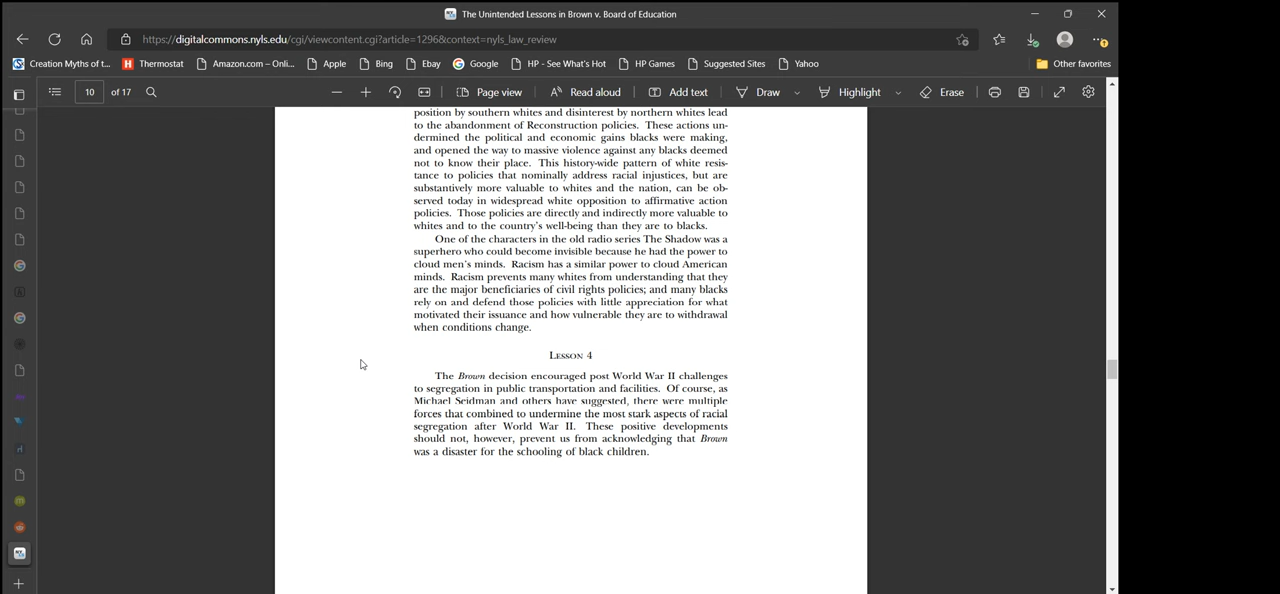 The Unintended Lessons in Brown v. Board of Education
https://digitalcommons.nyls.edu/cgi/viewcontent.cgi?article=1296&context=nyls_law_review
Creation Myths of t... Thermostat Amazon.com – Onli... Apple Bing Ebay Google HP - See What's Hot HP Games Suggested Sites Yahoo Other favorites
10 of 17 Page view Read aloud Add text Draw Highlight Erase
position by southern whites and disinterest by northern whites lead
to the abandonment of Reconstruction policies. These actions un-
dermined the political and economic gains blacks were making,
and opened the way to massive violence against any blacks deemed
not to know their place. This history-wide pattern of white resis-
tance to policies that nominally address racial injustices, but are
substantively more valuable to whites and the nation, can be ob-
served today in widespread white opposition to affirmative action
policies. Those policies are directly and indirectly more valuable to
whites and to the country's well-being than they are to blacks.
One of the characters in the old radio series The Shadow was a
superhero who could become invisible because he had the power to
cloud men's minds. Racism has a similar power to cloud American
minds. Racism prevents many whites from understanding that they
are the major beneficiaries of civil rights policies; and many blacks
rely on and defend those policies with little appreciation for what
motivated their issuance and how vulnerable they are to withdrawal
when conditions change.
LESSON 4
The Brown decision encouraged post World War II challenges
to segregation in public transportation and facilities. Of course, as
Michael Seidman and others have suggested, there were multiple
forces that combined to undermine the most stark aspects of racial
segregation after World War II. These positive developments
should not, however, prevent us from acknowledging that Brown
was a disaster for the schooling of black children.